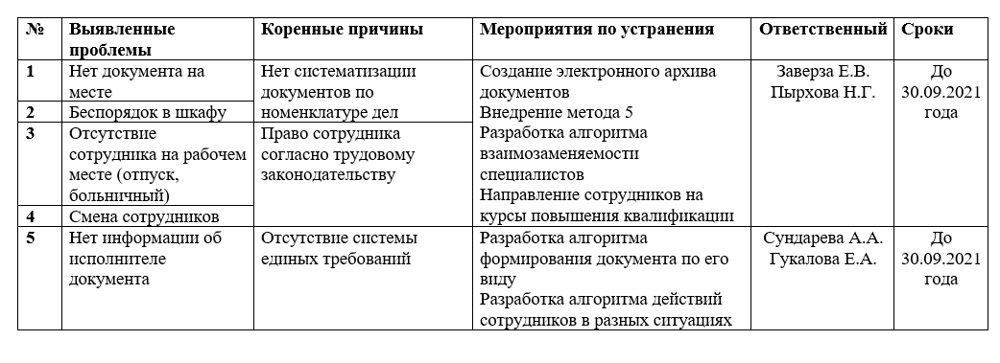 №
Выявленные
проблемы
Коренные причины
Мероприятия по устранения
Ответственный
Сроки
1
Нет документа на
месте
2
Беспорядок в шкафу
Нет систематизации
документов по
номенклатуре дел
3
Отсутствие
сотрудника на рабочем
месте (отпуск,
больничный)
4
Смена сотрудников
Право сотрудника
согласно трудовому
законодательству
Создание электронного архива
документов
Внедрение метода 5
Разработка алгоритма
взаимозаменяемости
специалистов
Направление сотрудников на
курсы повышения квалификации
Заверза Е.В.
Пырхова Н.Г.
До
30.09.2021
года
5
Нет информации об
исполнителе
документа
Отсутствие системы
единых требований
Разработка алгоритма
формирования документа по его
виду
Разработка алгоритма действий
сотрудников в разных ситуациях
Сундарева А.А.
Гукалова Е.А.
До
30.09.2021
года